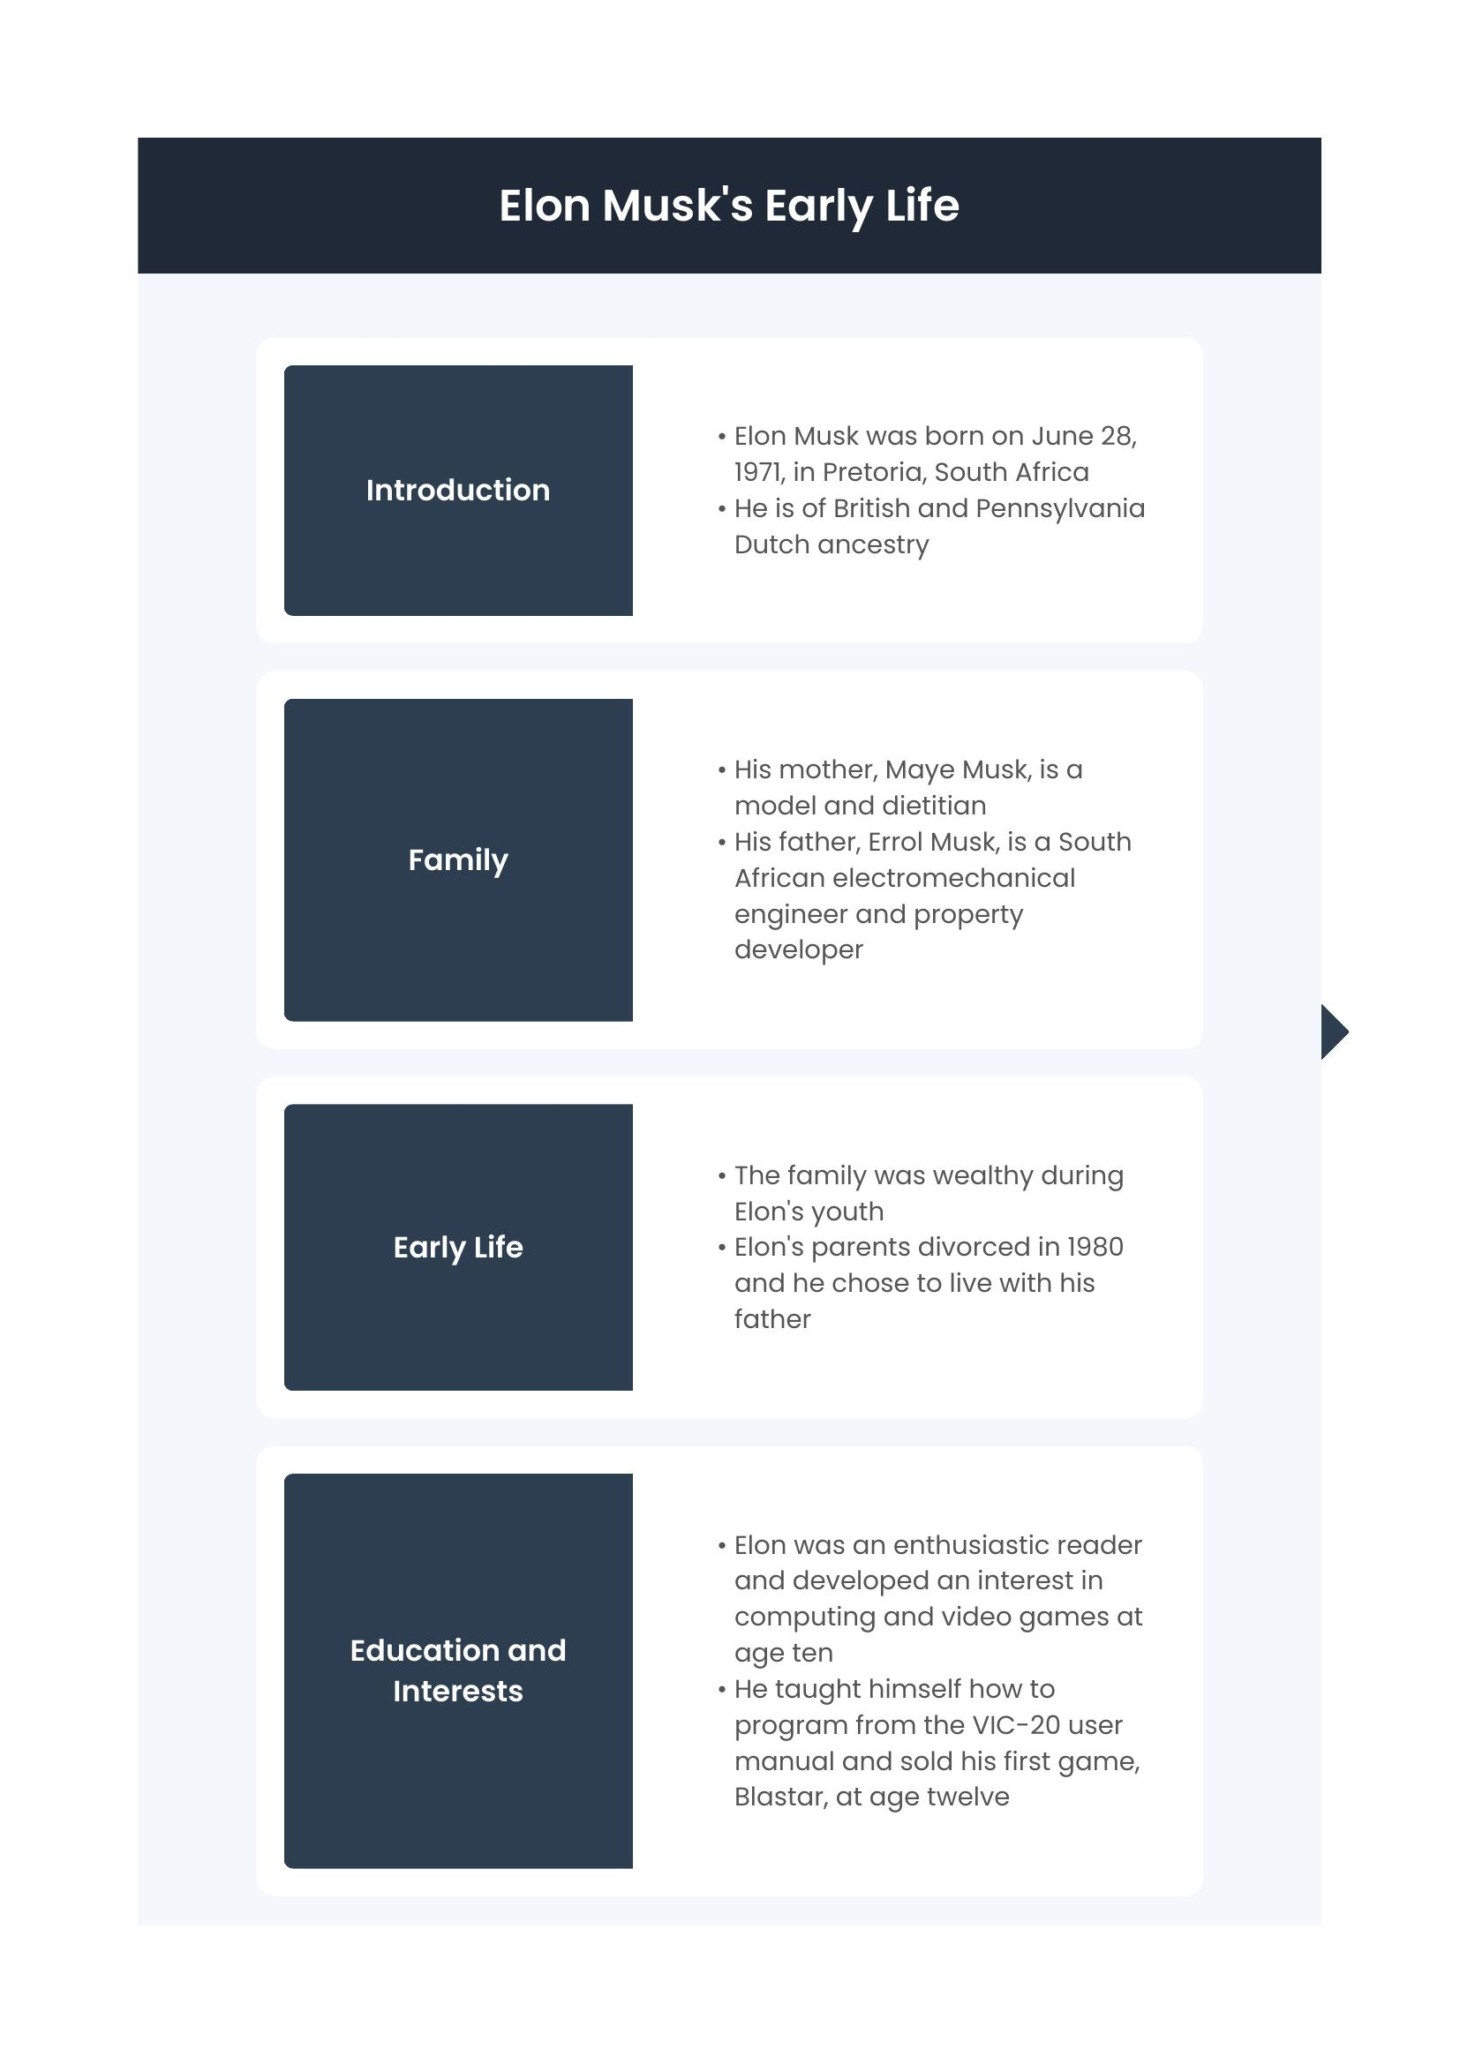 Elon Musk's Early Life
Introduction
• Elon Musk was born on June 28,
1971, in Pretoria, South Africa
• He is of British and Pennsylvania
Dutch ancestry
Family
• His mother, Maye Musk, is a
model and dietitian
• His father, Errol Musk, is a South
African electromechanical
engineer and property
developer
Early Life
• The family was wealthy during
Elon's youth
• Elon's parents divorced in 1980
and he chose to live with his
father
Education and
Interests
• Elon was an enthusiastic reader
and developed an interest in
computing and video games at
age ten
• He taught himself how to
program from the VIC-20 user
manual and sold his first game,
Blastar, at age twelve